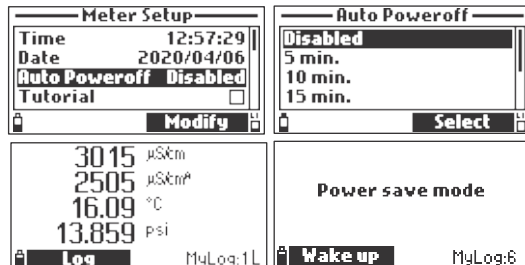 Meter Setup
Time 12:57:29
Date 2020/04/06
Auto Poweroff Disabled
Tutorial
Modify
Auto Poweroff
Disabled
5 min.
10 min.
15 min.
Select
3015 µS/cm
2505 µS/cmᴬ
16.09 °C
13.859 psi
Log MyLog:1L
Power save mode
Wake up MyLog:6